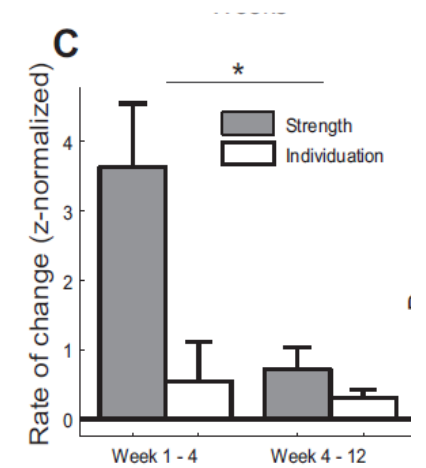 C
*
Strength
Individuation
Rate of change (z-normalized)
4
3
2
1
0
Week 1 - 4
Week 4 - 12